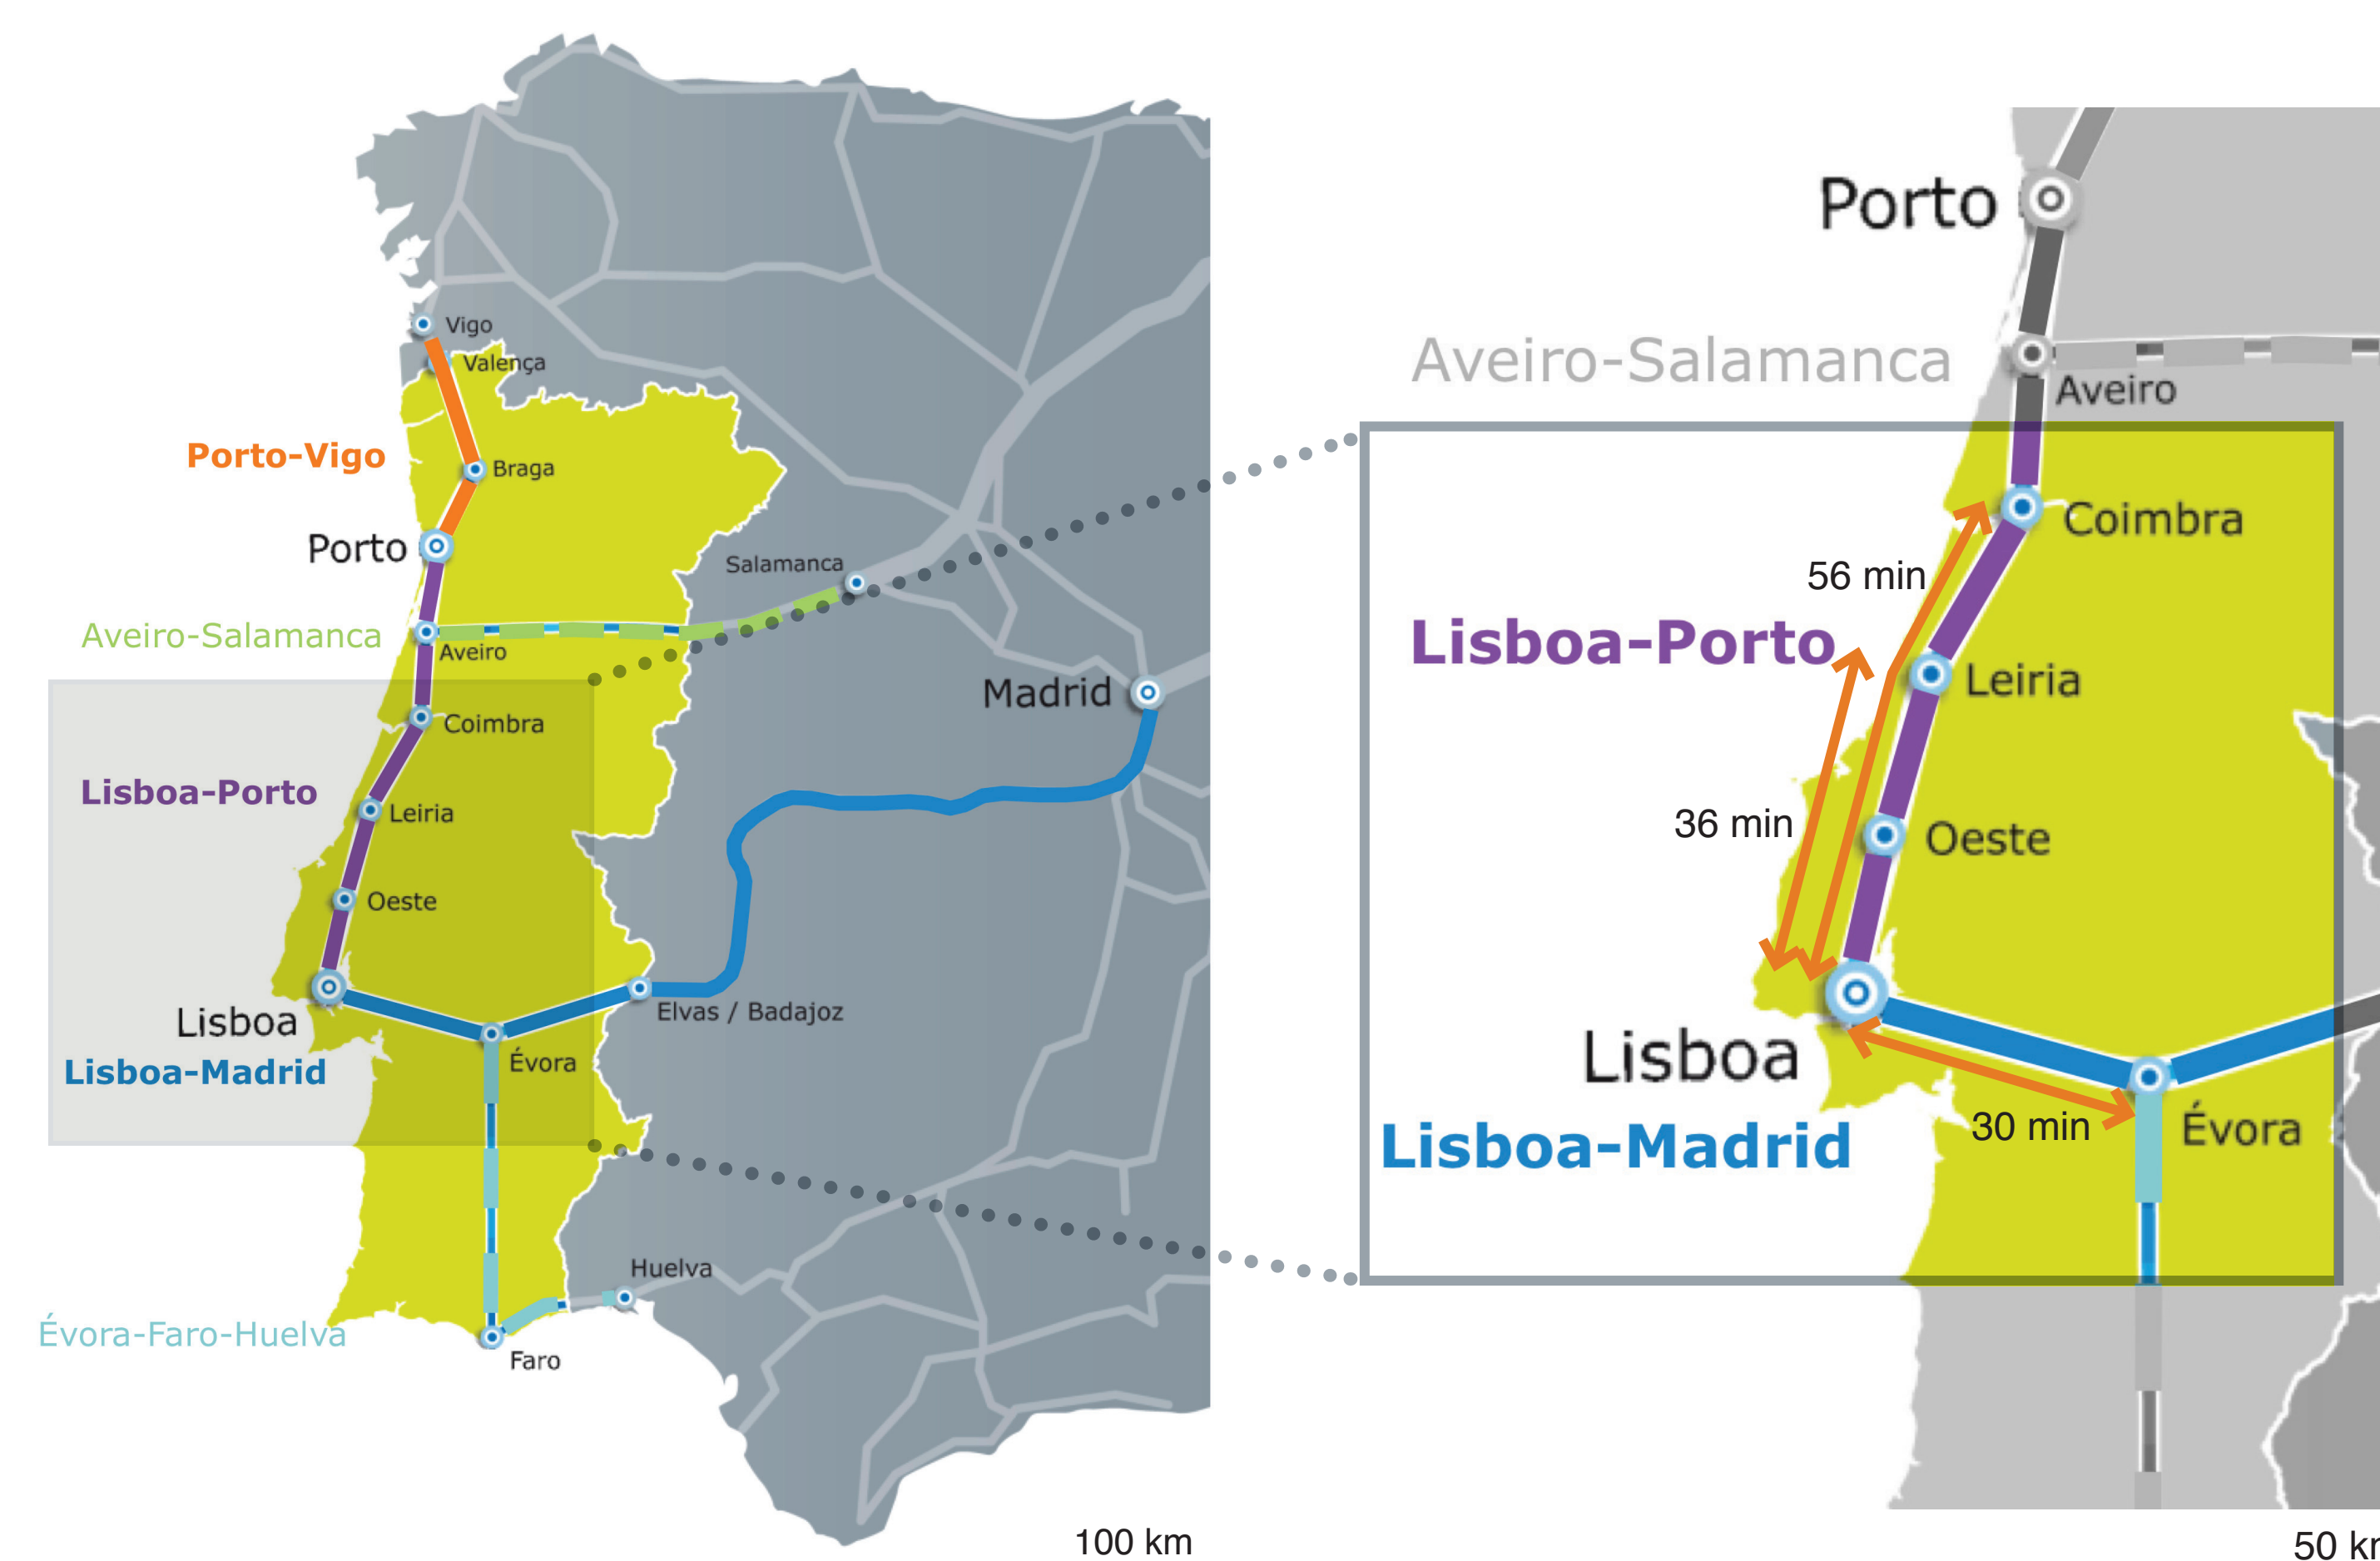 Vigo
Valença
Porto-Vigo
Braga
Porto
Salamanca
Aveiro-Salamanca
Aveiro
Madrid
Coimbra
Lisboa-Porto
Leiria
Oeste
Lisboa
Elvas / Badajoz
Lisboa-Madrid
Évora
Huelva
Évora-Faro-Huelva
Faro
100 km
Porto
Aveiro-Salamanca
Aveiro
Coimbra
56 min
Lisboa-Porto
Leiria
36 min
Oeste
Lisboa
30 min
Évora
Lisboa-Madrid
50 k